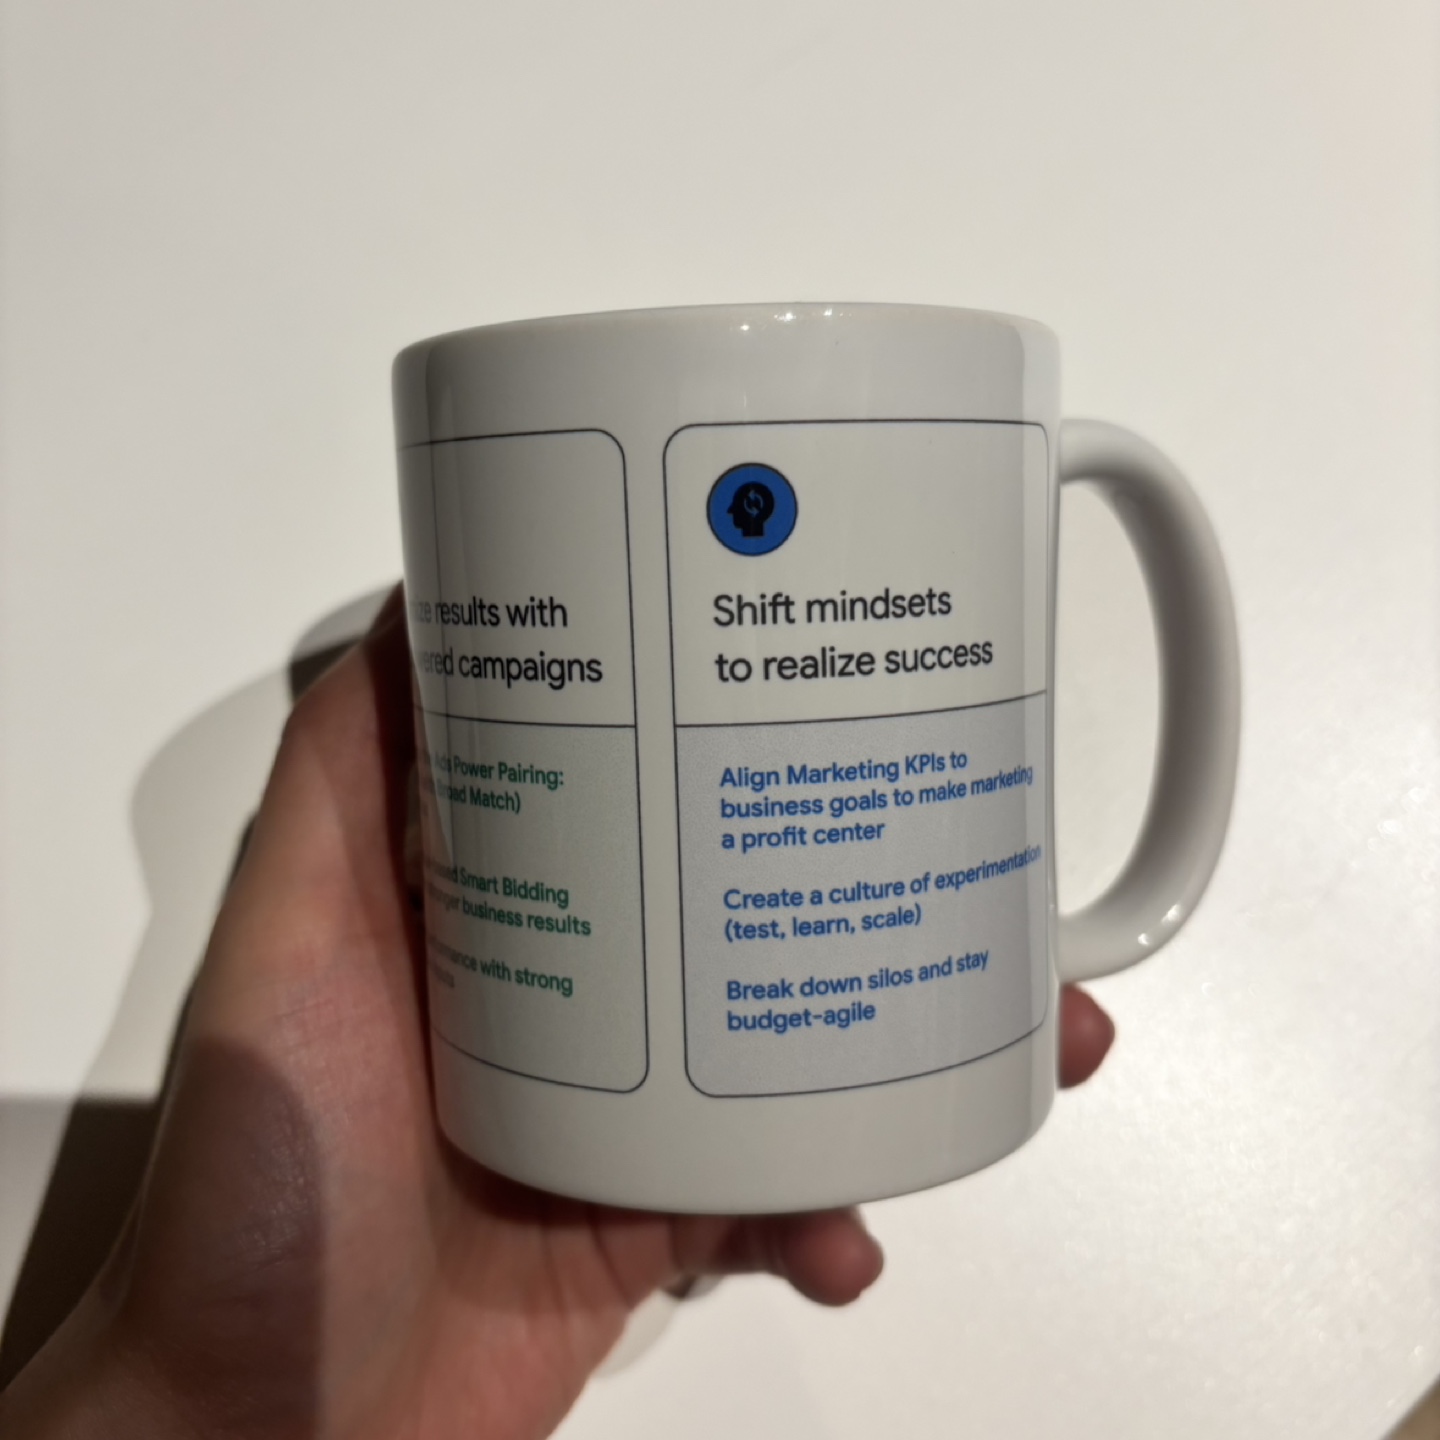 results with
campaigns
Power Pairing:
Broad Match)
Smart Bidding
business results
with strong
Shift mindsets
to realize success
Align Marketing KPIs to
business goals to make marketing
a profit center
Create a culture of experimentation
(test, learn, scale)
Break down silos and stay
budget-agile